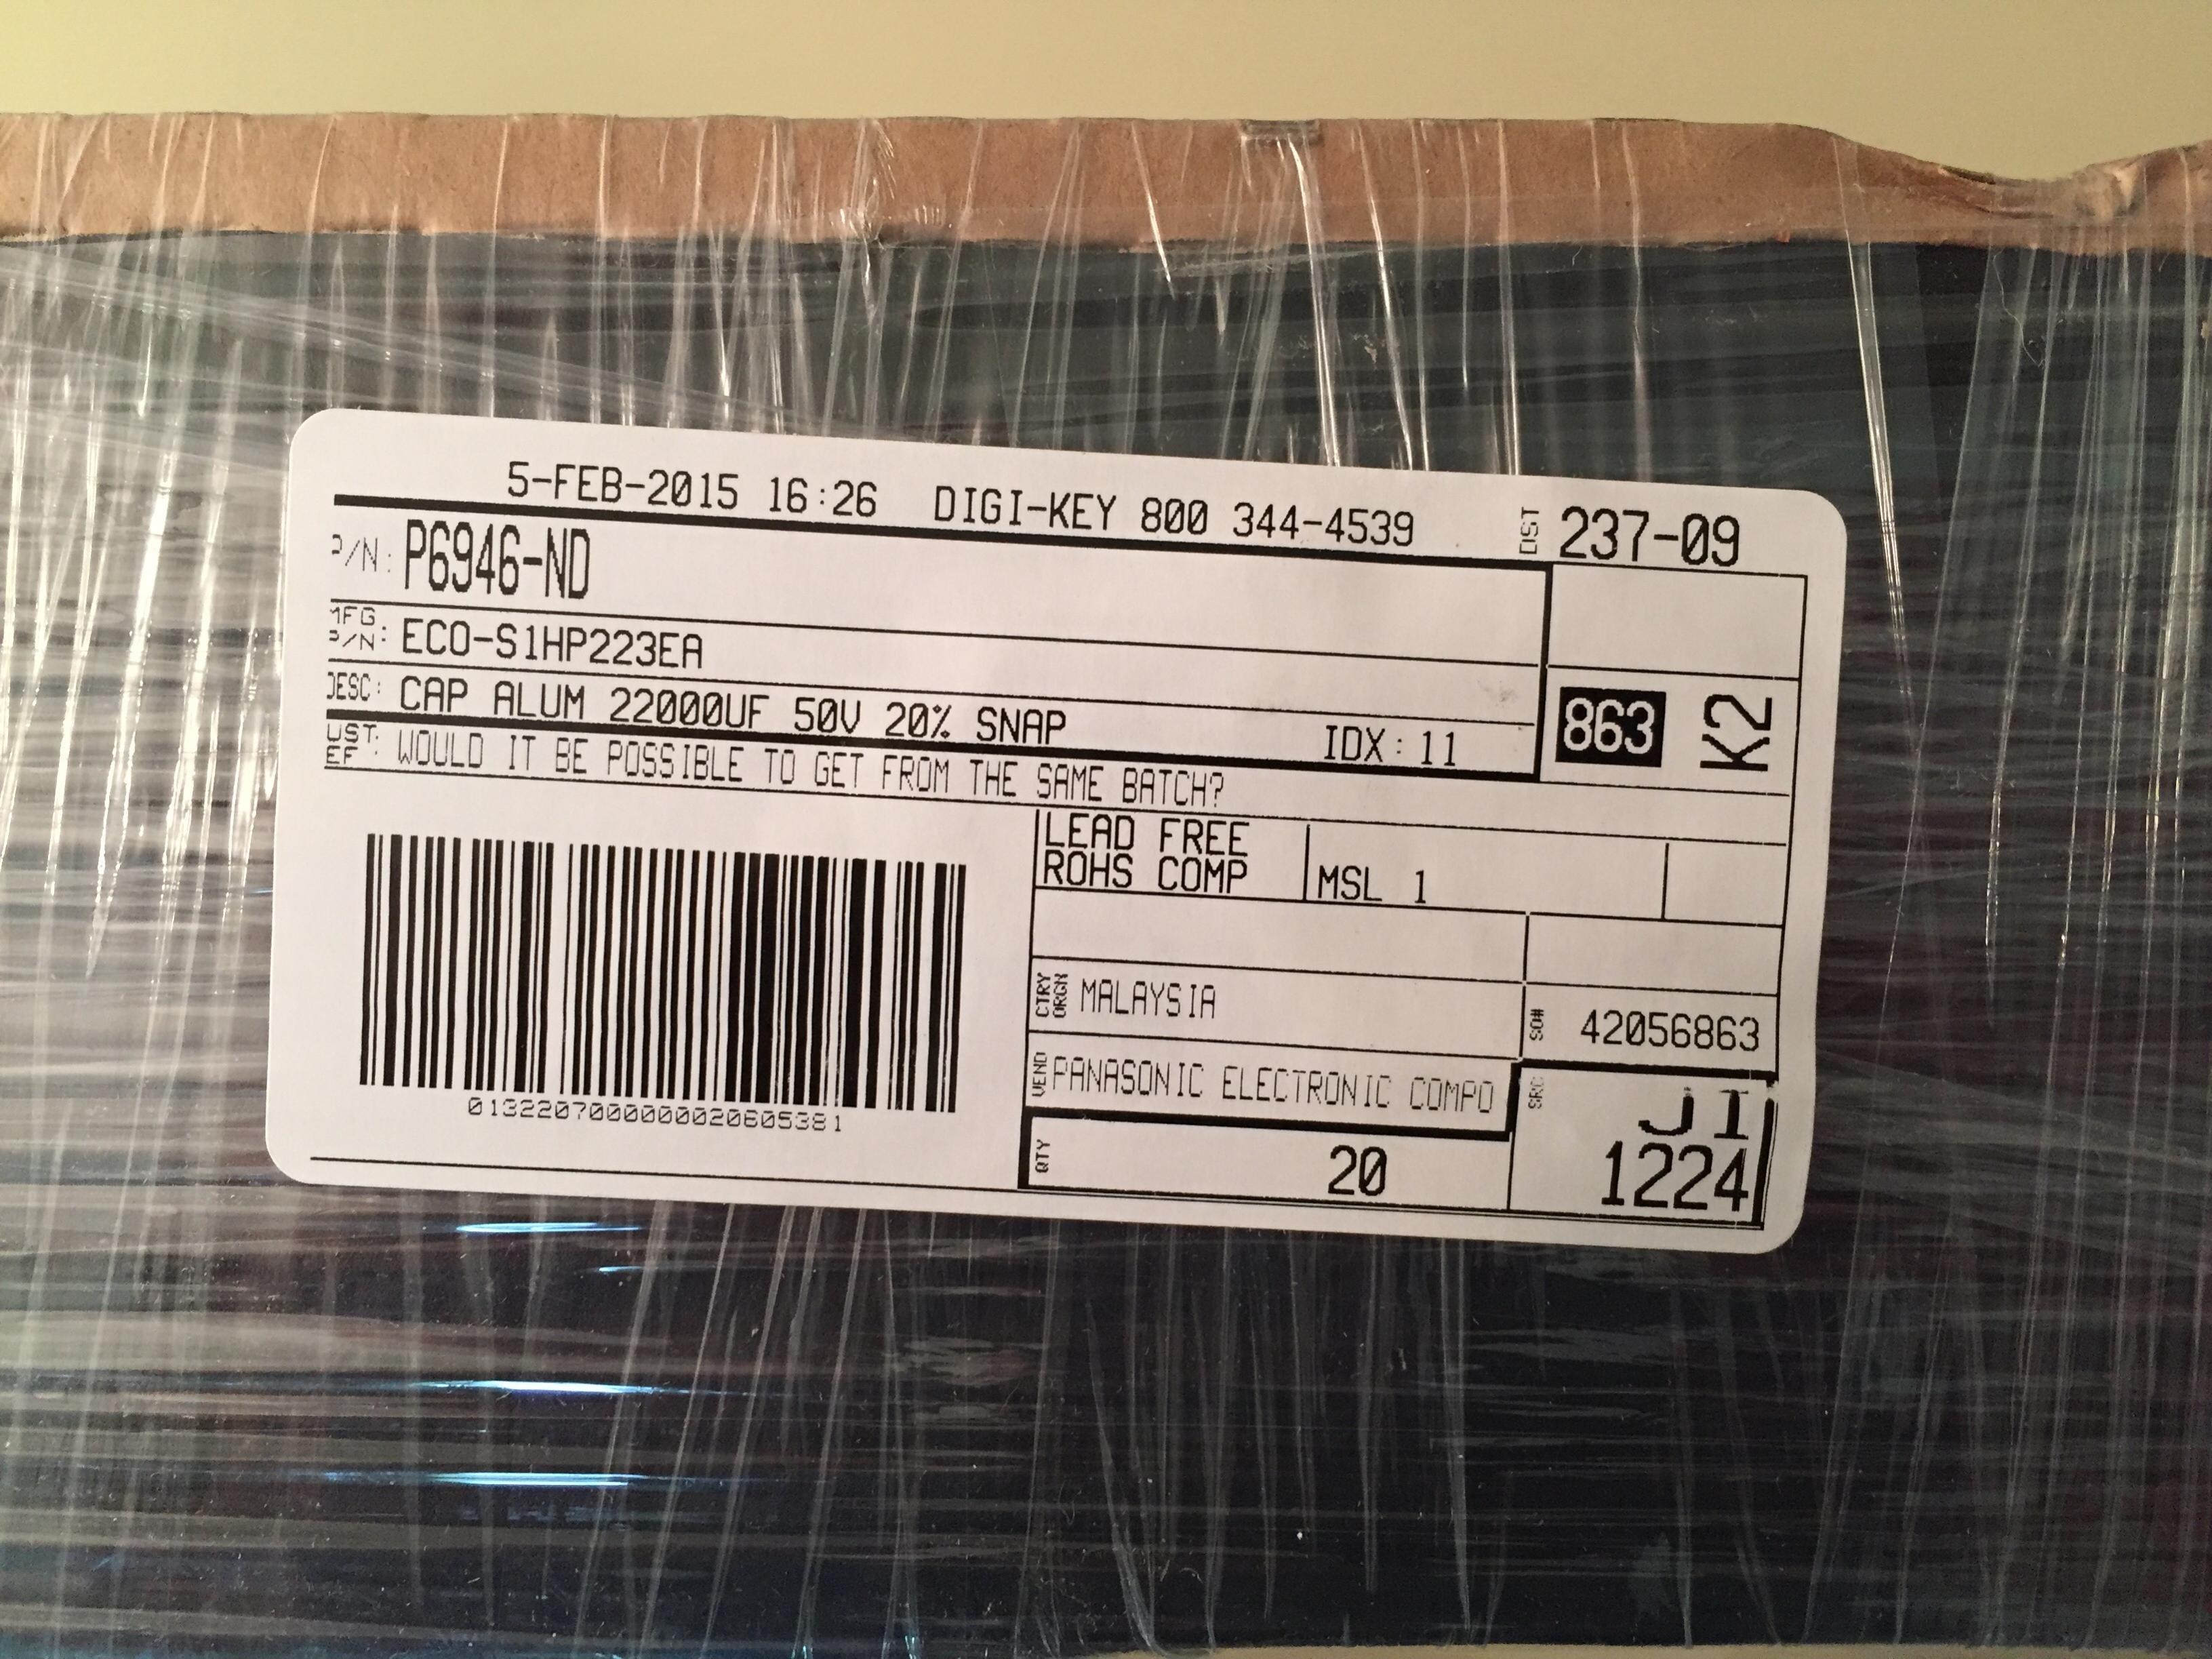 5-FEB-2015 16:26 DIGI-KEY 800 344-4539
DIST 237-09
P/N: P6946-ND
MFG P/N: ECO-S1HP223EA
DESC: CAP ALUM 22000UF 50V 20% SNAP IDX: 11
863 K2
UST EF: WOULD IT BE POSSIBLE TO GET FROM THE SAME BATCH?
LEAD FREE
ROHS COMP
MSL 1
CTRY ORGN MALAYSIA
SO# 42056863
VEND PANASONIC ELECTRONIC COMPO
SRC
1224
QTY 20
0132207000000020605381